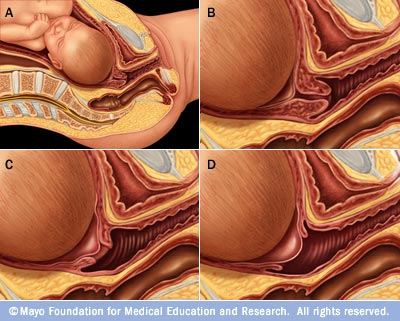 A
B
C
D
© Mayo Foundation for Medical Education and Research. All rights reserved.